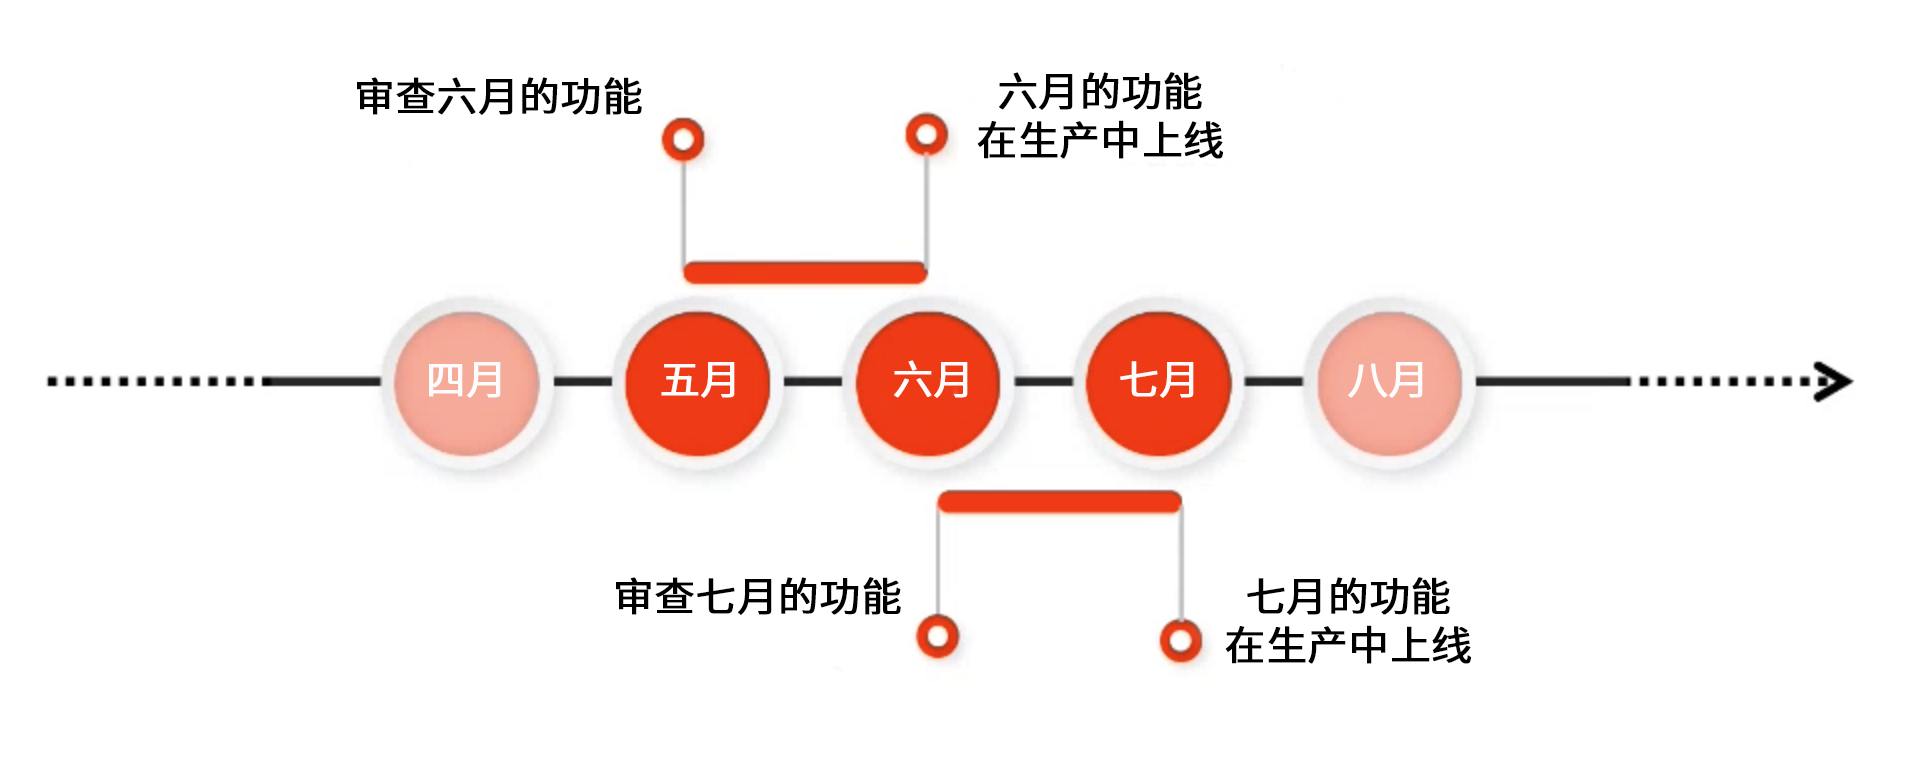 审查六月的功能
六月的功能
在生产中上线
四月
五月
六月
七月
八月
审查七月的功能
七月的功能
在生产中上线